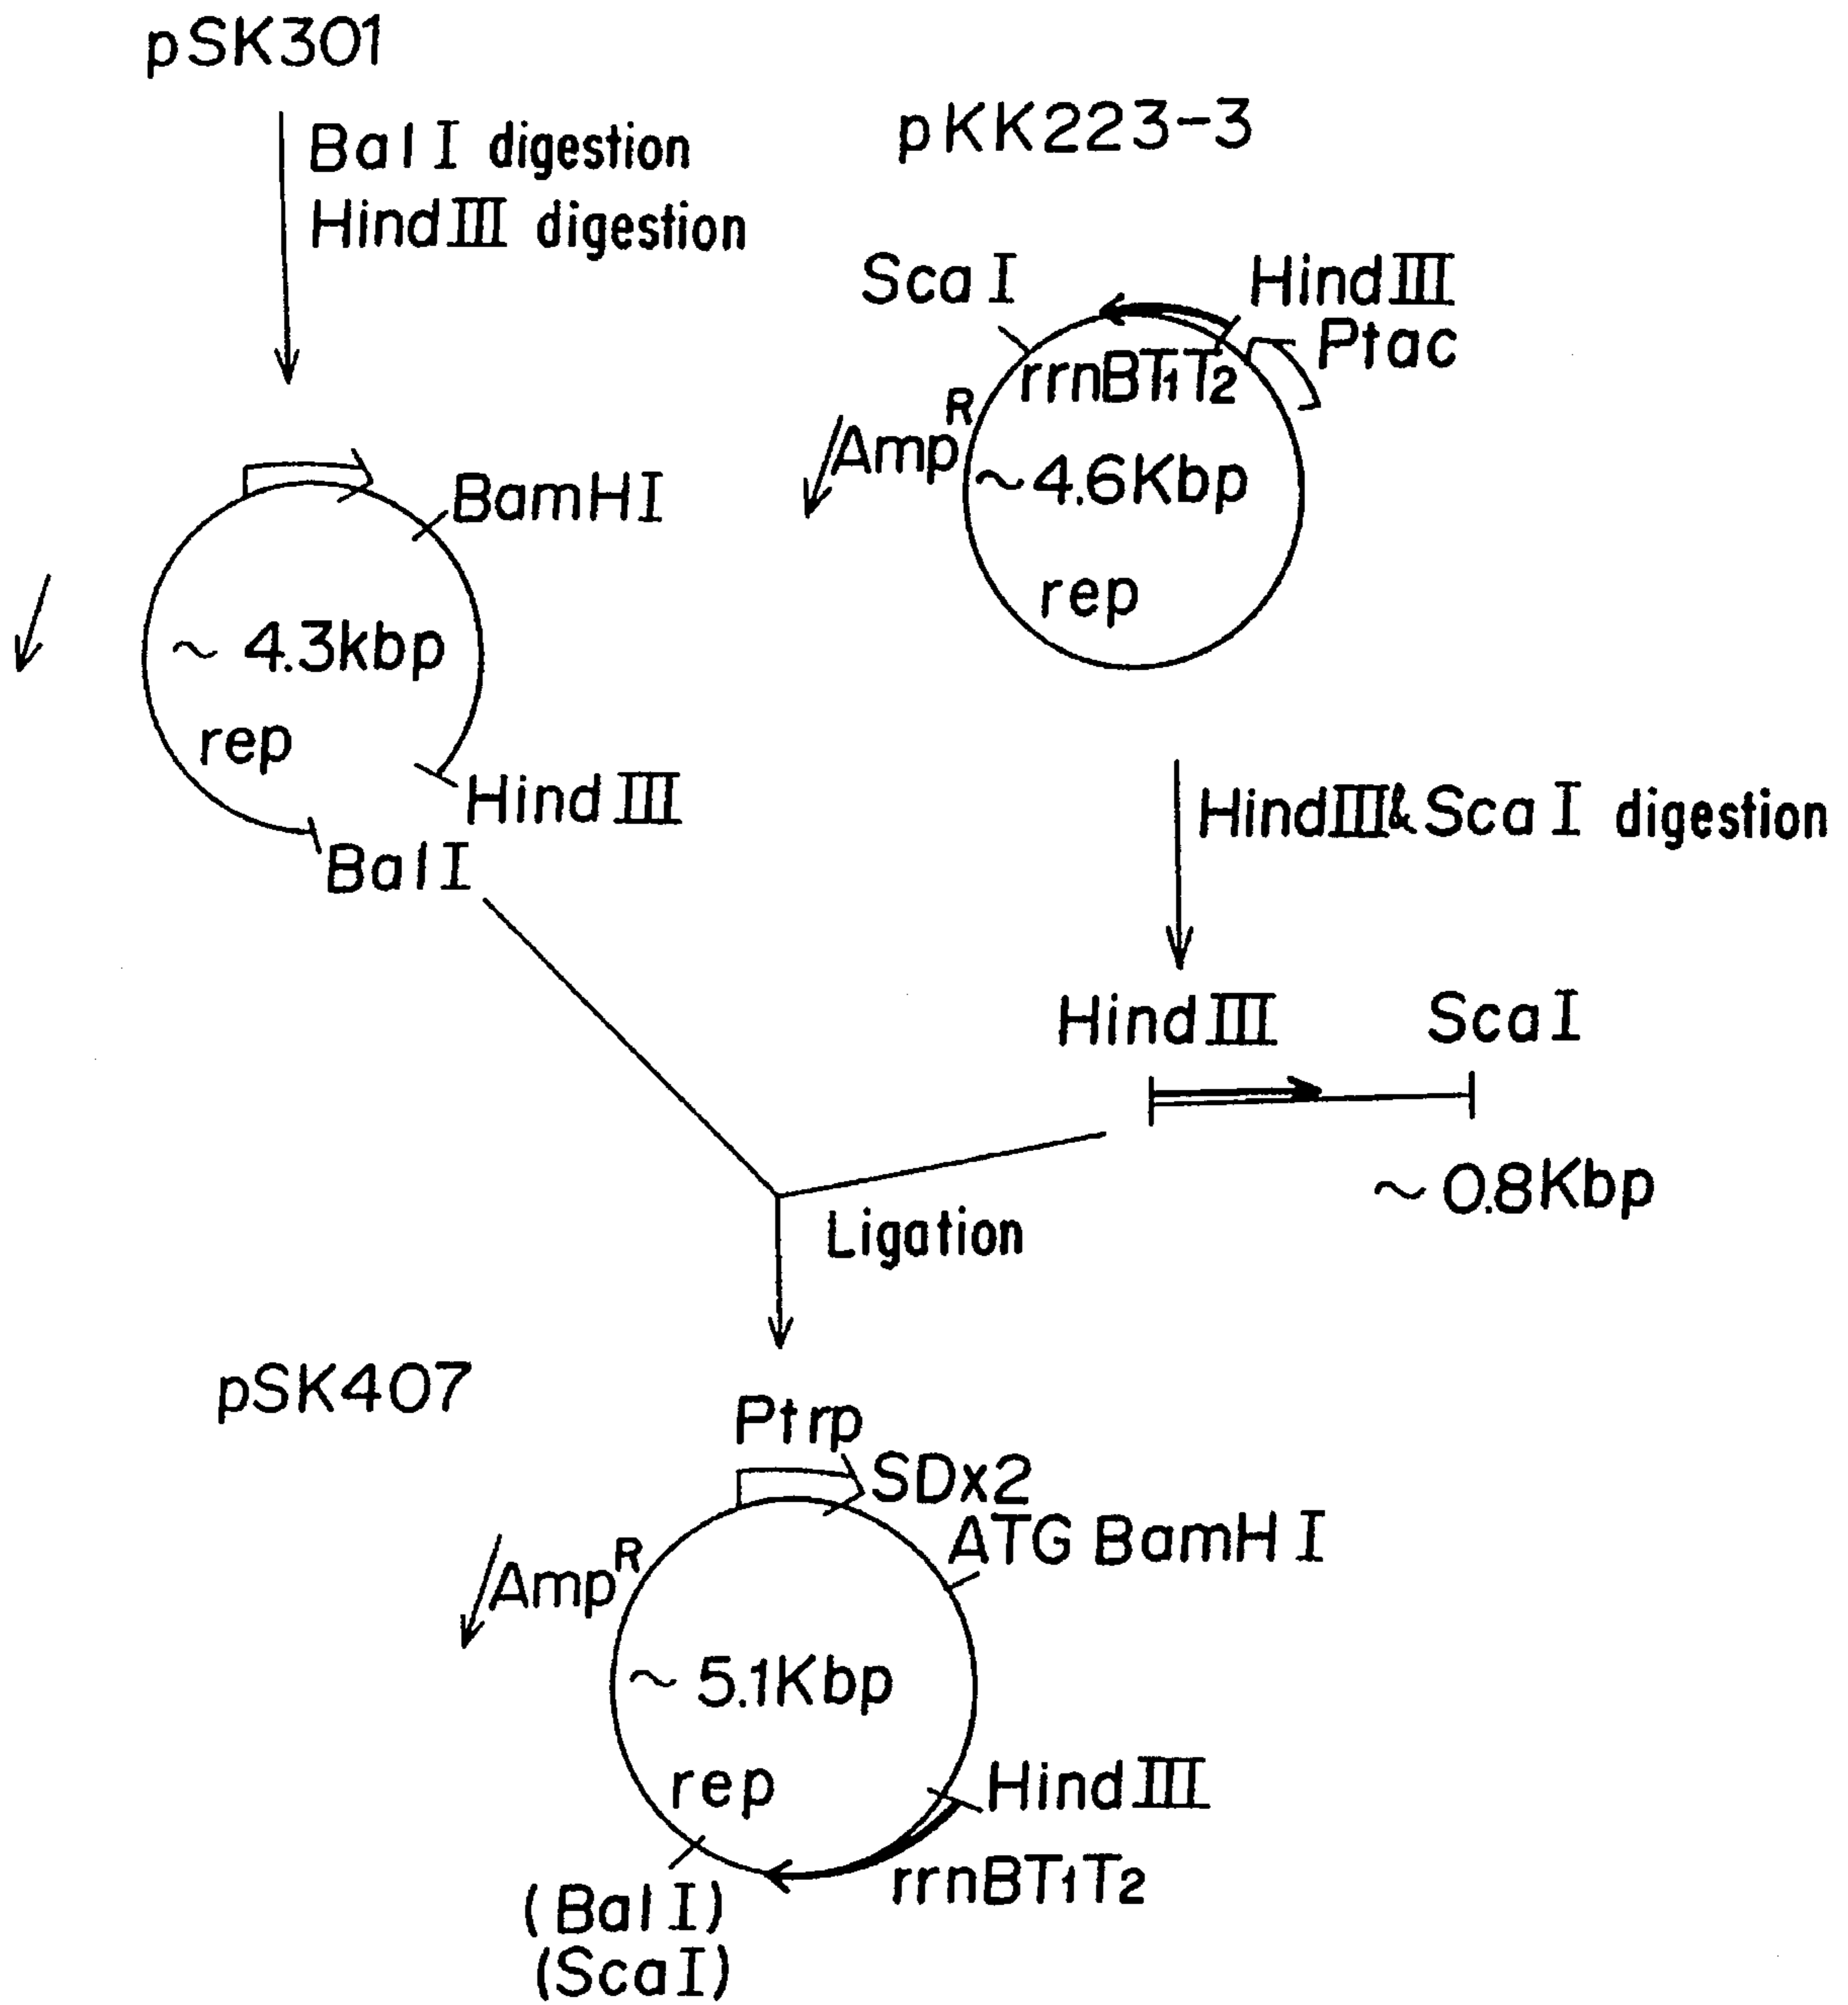 pSK301
BalI digestion
HindIII digestion
BamHI
~ 4.3kbp
rep
HindIII
BalI
pKK223-3
ScaI
HindIII
Ptac
rrnBT1T2
AmpR
~4.6Kbp
rep
HindIII&ScaI digestion
HindIII ScaI
~0.8Kbp
Ligation
pSK407
Ptrp
SDx2
ATG BamHI
AmpR
~ 5.1Kbp
rep
HindIII
rrnBT1T2
(BalI)
(ScaI)